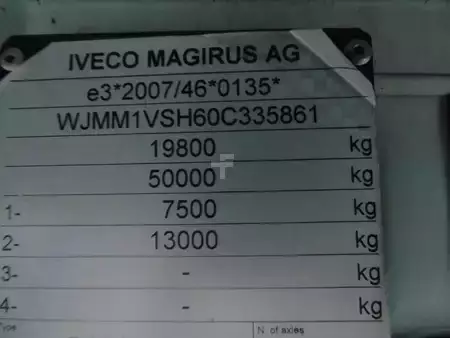 IVECO MAGIRUS AG
e3*2007/46*0135*
WJMM1VSH60C335861
19800 kg
50000 kg
1- 7500 kg
2- 13000 kg
3- - kg
4- - kg
Type N. of axles